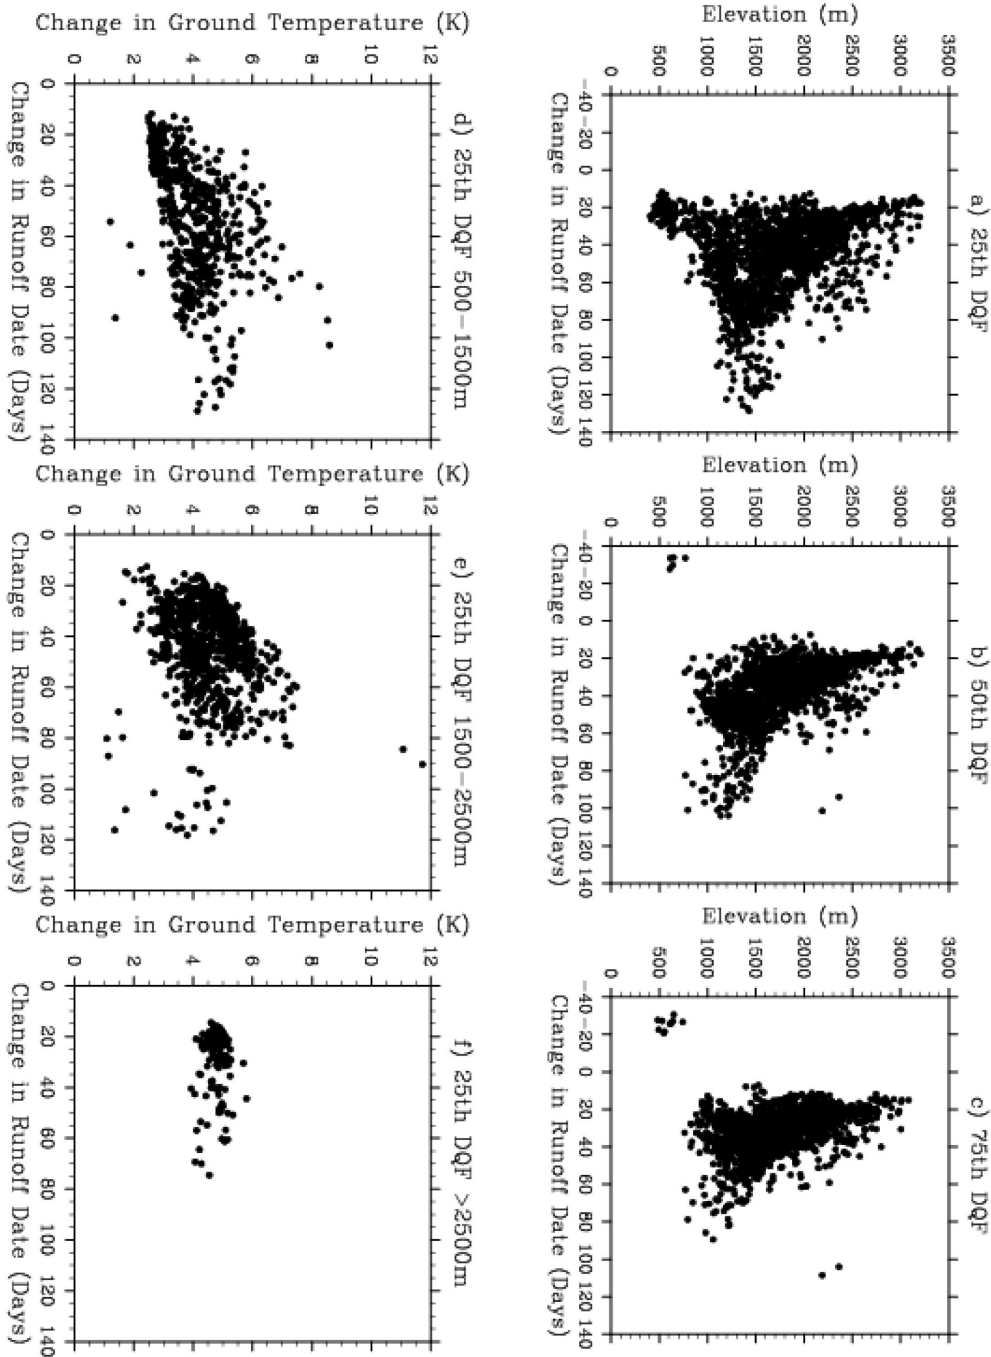 a) 25th DQF
Elevation (m)
0 500 1000 1500 2000 2500 3000 3500
-40 -20 0 20 40 60 80 100 120 140
Change in Runoff Date (Days)
b) 50th DQF
Elevation (m)
0 500 1000 1500 2000 2500 3000 3500
-40 -20 0 20 40 60 80 100 120 140
Change in Runoff Date (Days)
c) 75th DQF
Elevation (m)
0 500 1000 1500 2000 2500 3000 3500
-40 -20 0 20 40 60 80 100 120 140
Change in Runoff Date (Days)
d) 25th DQF 500-1500m
Change in Ground Temperature (K)
0 2 4 6 8 10 12
0 20 40 60 80 100 120 140
Change in Runoff Date (Days)
e) 25th DQF 1500-2500m
Change in Ground Temperature (K)
0 2 4 6 8 10 12
0 20 40 60 80 100 120 140
Change in Runoff Date (Days)
f) 25th DQF >2500m
Change in Ground Temperature (K)
0 2 4 6 8 10 12
0 20 40 60 80 100 120 140
Change in Runoff Date (Days)